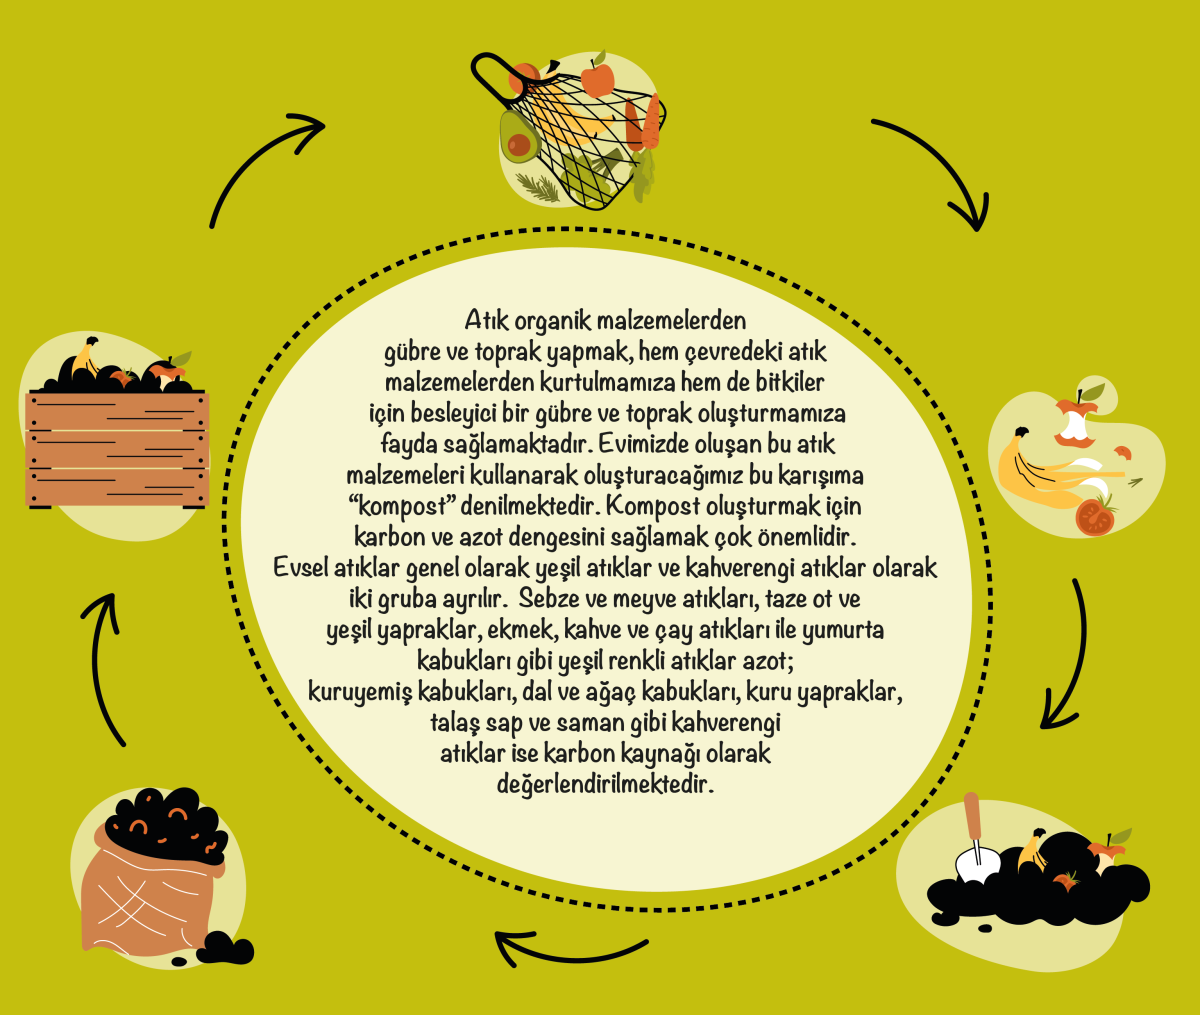 Atık organik malzemelerden
gübre ve toprak yapmak, hem çevredeki atık
malzemelerden kurtulmamıza hem de bitkiler
için besleyici bir gübre ve toprak oluşturmamıza
fayda sağlamaktadır. Evimizde oluşan bu atık
malzemeleri kullanarak oluşturacağımız bu karışıma
“kompost” denilmektedir. Kompost oluşturmak için
karbon ve azot dengesini sağlamak çok önemlidir.
Evsel atıklar genel olarak yeşil atıklar ve kahverengi atıklar olarak
iki gruba ayrılır.  Sebze ve meyve atıkları, taze ot ve
yeşil yapraklar, ekmek, kahve ve çay atıkları ile yumurta
kabukları gibi yeşil renkli atıklar azot;
kuruyemiş kabukları, dal ve ağaç kabukları, kuru yapraklar,
talaş sap ve saman gibi kahverengi
atıklar ise karbon kaynağı olarak
değerlendirilmektedir.